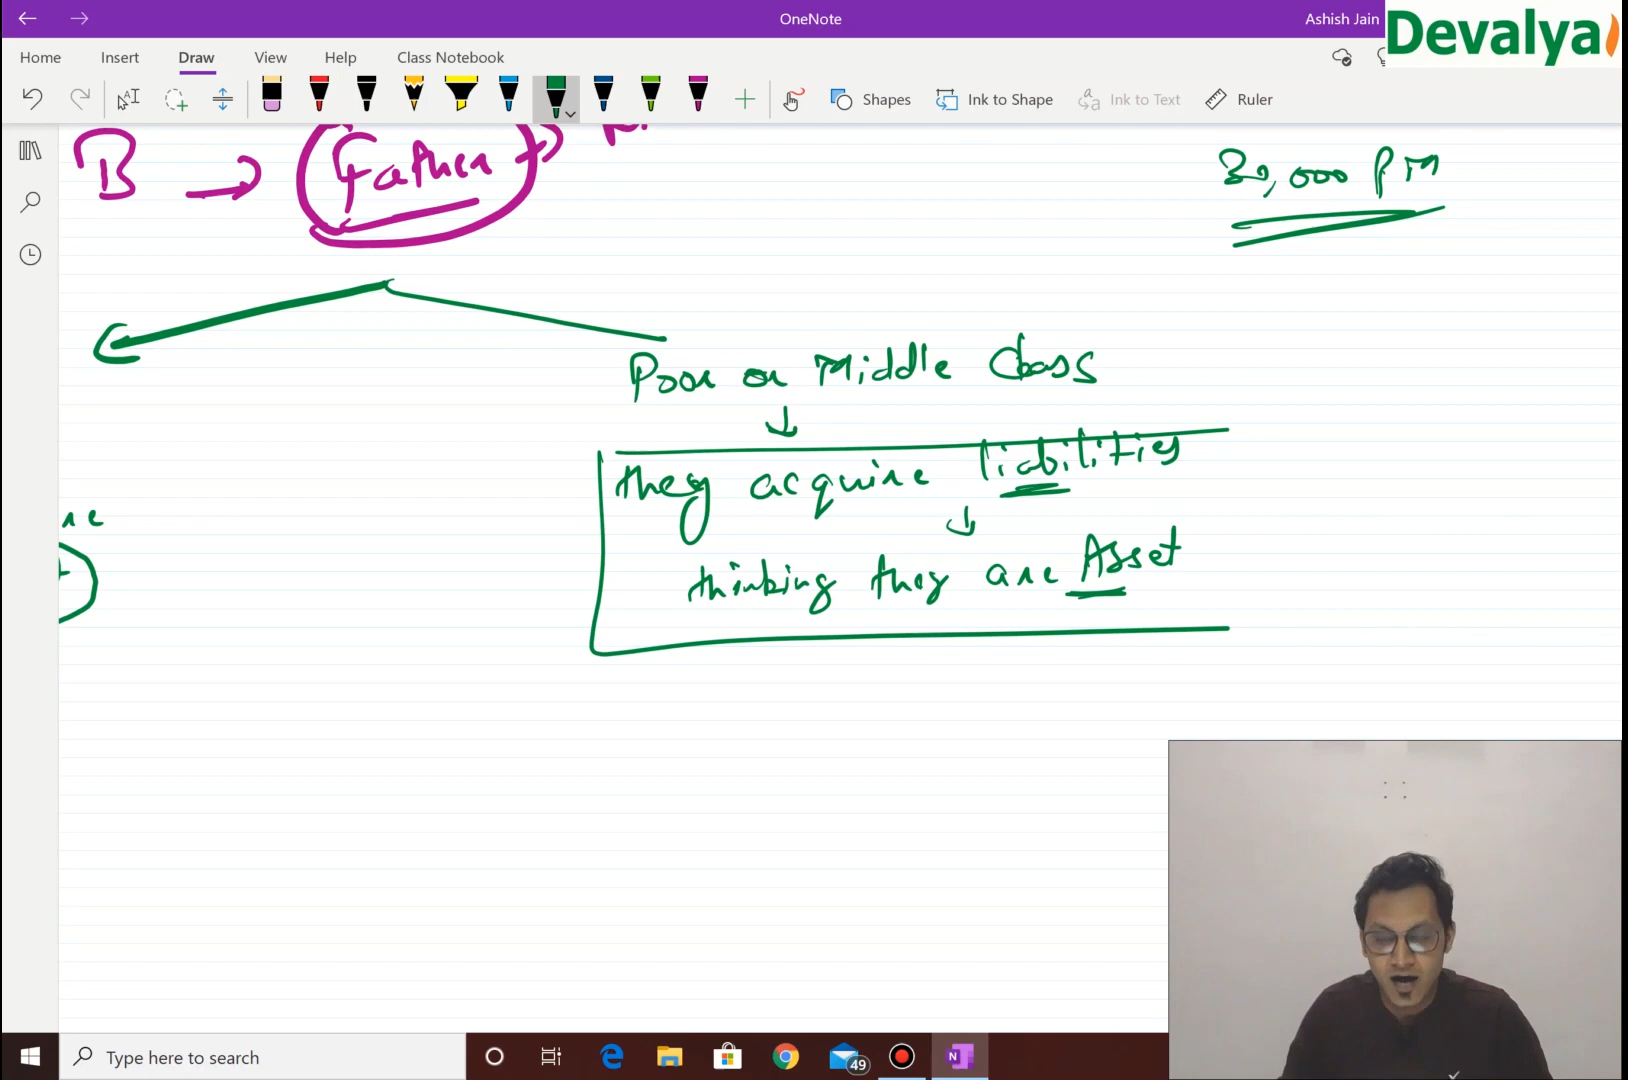 OneNote
Ashish Jain
Devalya
Home Insert Draw View Help Class Notebook
Shapes Ink to Shape Ink to Text Ruler
B → Father
30,000 PM
Poor or Middle Class
they acquire liabilities
thinking they are Asset
Type here to search
49